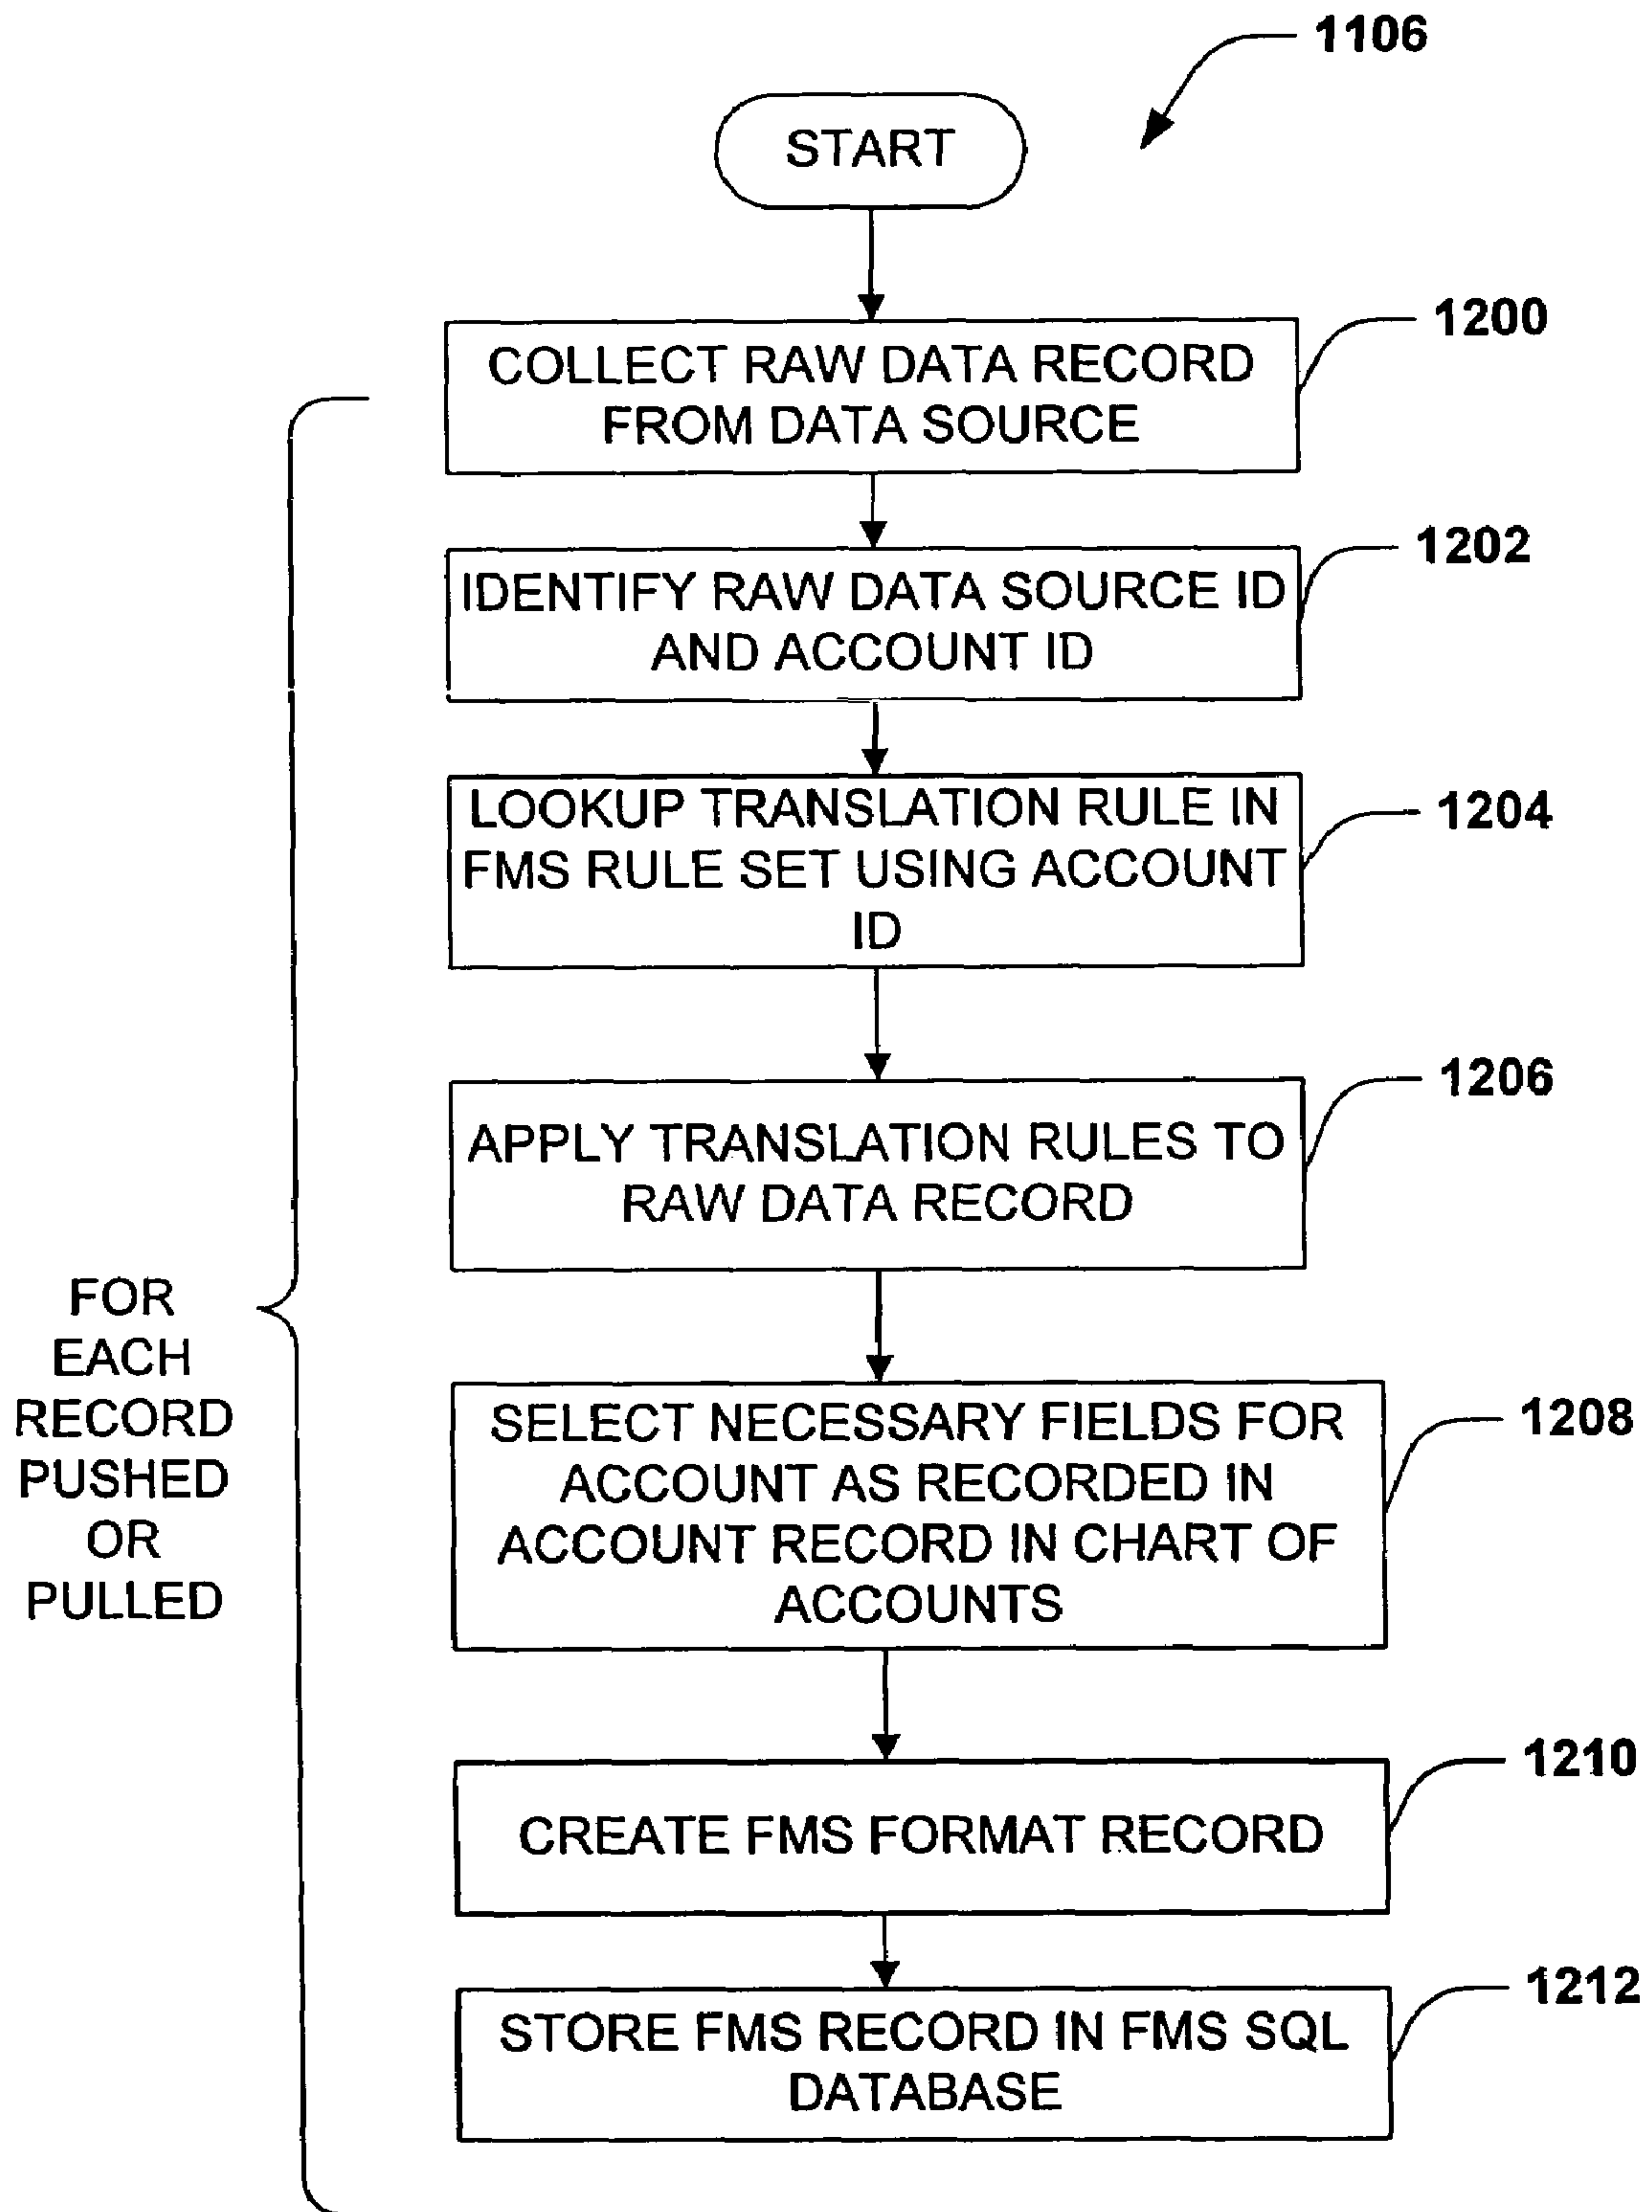 1106
START
1200
COLLECT RAW DATA RECORD
FROM DATA SOURCE
1202
IDENTIFY RAW DATA SOURCE ID
AND ACCOUNT ID
1204
LOOKUP TRANSLATION RULE IN
FMS RULE SET USING ACCOUNT
ID
1206
APPLY TRANSLATION RULES TO
RAW DATA RECORD
FOR
EACH
RECORD
PUSHED
OR
PULLED
1208
SELECT NECESSARY FIELDS FOR
ACCOUNT AS RECORDED IN
ACCOUNT RECORD IN CHART OF
ACCOUNTS
1210
CREATE FMS FORMAT RECORD
1212
STORE FMS RECORD IN FMS SQL
DATABASE